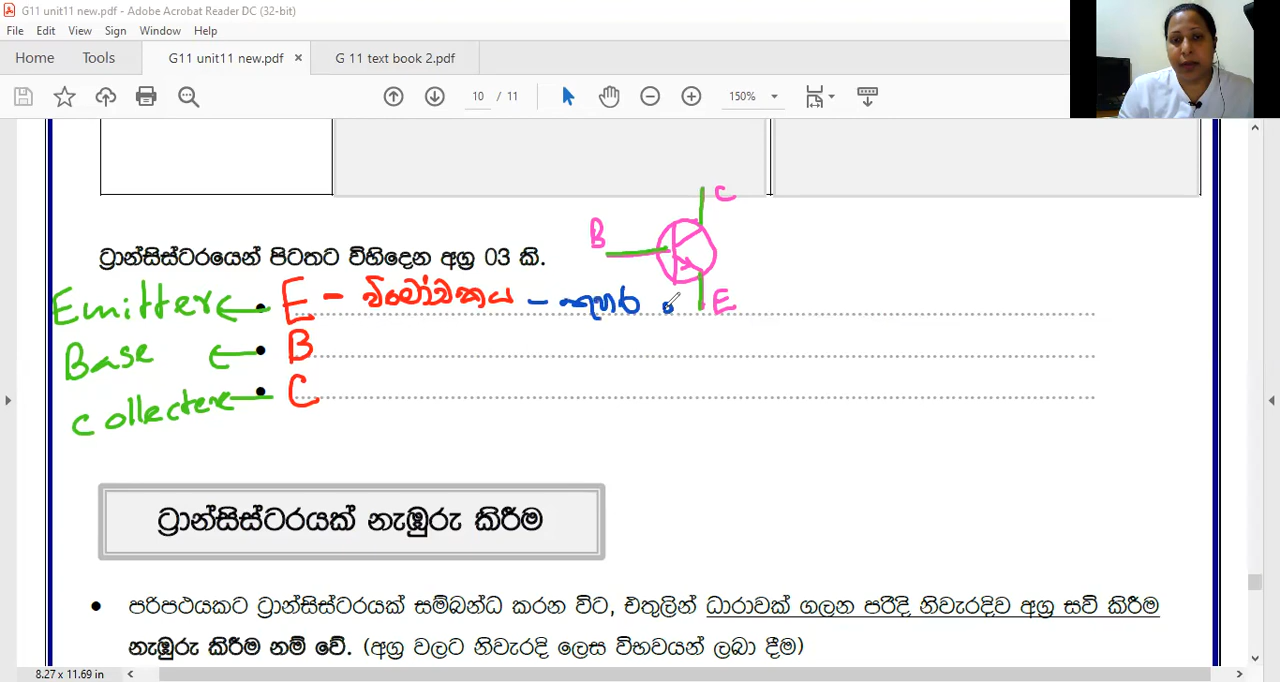 G11 unit11 new.pdf - Adobe Acrobat Reader DC (32-bit)
File Edit View Sign Window Help
Home Tools G11 unit11 new.pdf × G 11 text book 2.pdf
10 / 11 150%
C
B
ට්‍රාන්සිස්ටරයෙන් පිටතට විහිදෙන අග්‍ර 03 කි.
Emitter ← • E - විමෝචකය -
E
Base ← • B
Collecter • C
ට්‍රාන්සිස්ටරයක් නැඹුරු කිරීම
• පරිපථයකට ට්‍රාන්සිස්ටරයක් සම්බන්ධ කරන විට, එතුලින් ධාරාවක් ගලන පරිදි නිවැරදිව අග්‍ර සවි කිරීම
නැඹුරු කිරීම නම් වේ. (අග්‍ර වලට නිවැරදි ලෙස විභවයන් ලබා දීම)
8.27 x 11.69 in